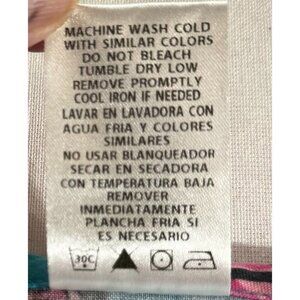 MACHINE WASH COLD
WITH SIMILAR COLORS
DO NOT BLEACH
TUMBLE DRY LOW
REMOVE PROMPTLY
COOL IRON IF NEEDED
LAVAR EN LAVADORA CON
AGUA FRIA Y COLORES
SIMILARES
NO USAR BLANQUEADOR
SECAR EN SECADORA
CON TEMPERATURA BAJA
REMOVER
INMEDIATAMENTE
PLANCHA FRIA SI
ES NECESARIO
30C